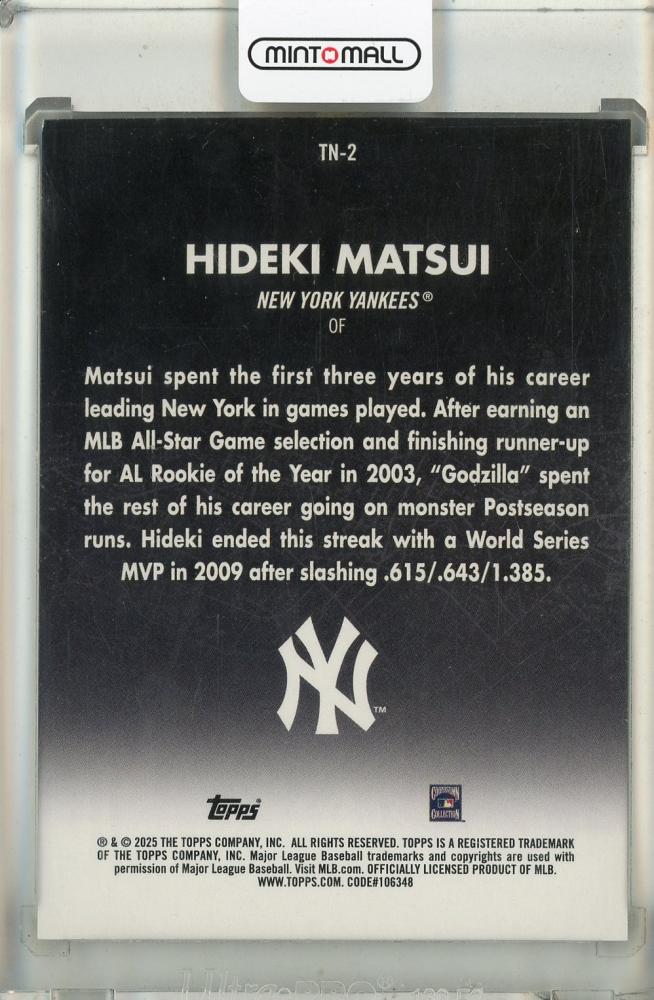 MINT MALL
TN-2
HIDEKI MATSUI
NEW YORK YANKEES®
OF
Matsui spent the first three years of his career
leading New York in games played. After earning an
MLB All-Star Game selection and finishing runner-up
for AL Rookie of the Year in 2003, “Godzilla” spent
the rest of his career going on monster Postseason
runs. Hideki ended this streak with a World Series
MVP in 2009 after slashing .615/.643/1.385.
NY
TM
topps®
COOPERSTOWN
COLLECTION
® & © 2025 THE TOPPS COMPANY, INC. ALL RIGHTS RESERVED. TOPPS IS A REGISTERED TRADEMARK
OF THE TOPPS COMPANY, INC. Major League Baseball trademarks and copyrights are used with
permission of Major League Baseball. Visit MLB.com. OFFICIALLY LICENSED PRODUCT OF MLB.
WWW.TOPPS.COM. CODE#106348